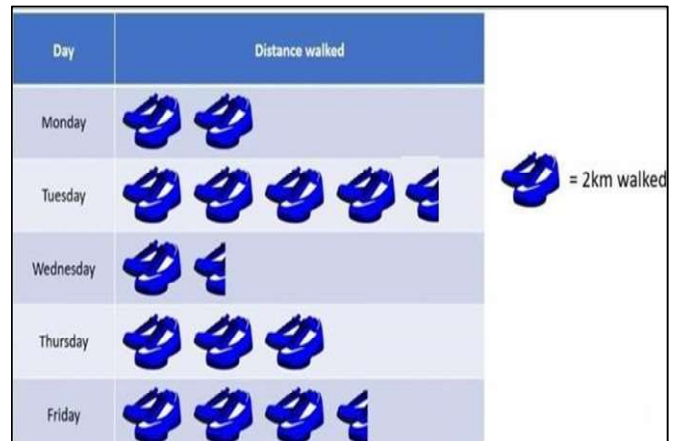 Day Distance walked
Monday
Tuesday
= 2km walked
Wednesday
Thursday
Friday